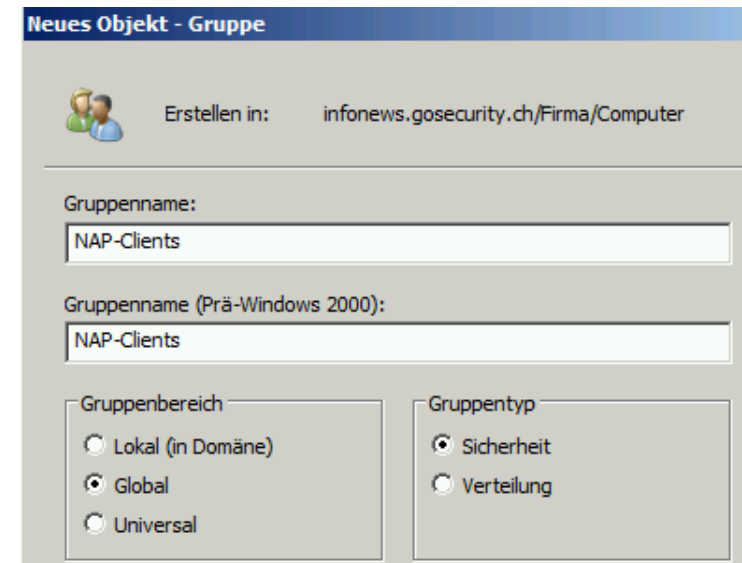 Neues Objekt - Gruppe
Erstellen in: infonews.gosecurity.ch/Firma/Computer
Gruppenname:
NAP-Clients
Gruppenname (Prä-Windows 2000):
NAP-Clients
Gruppenbereich
Lokal (in Domäne)
Global
Universal
Gruppentyp
Sicherheit
Verteilung